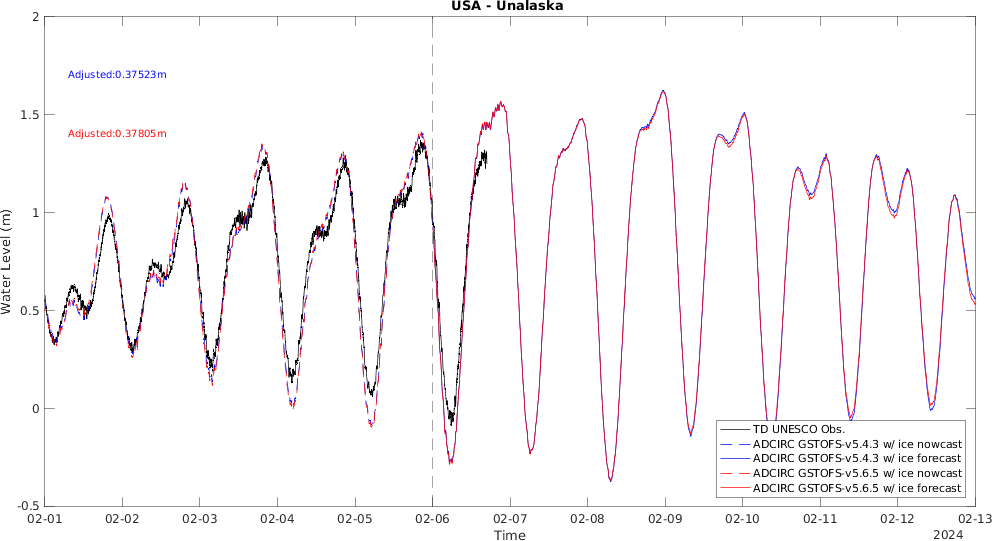 USA - Unalaska
2
1.5
1
0.5
0
-0.5
Water Level (m)
Adjusted:0.37523m
Adjusted:0.37805m
TD UNESCO Obs.
ADCIRC GSTOFS-v5.4.3 w/ ice nowcast
ADCIRC GSTOFS-v5.4.3 w/ ice forecast
ADCIRC GSTOFS-v5.6.5 w/ ice nowcast
ADCIRC GSTOFS-v5.6.5 w/ ice forecast
02-01 02-02 02-03 02-04 02-05 02-06 02-07 02-08 02-09 02-10 02-11 02-12 02-13
Time
2024